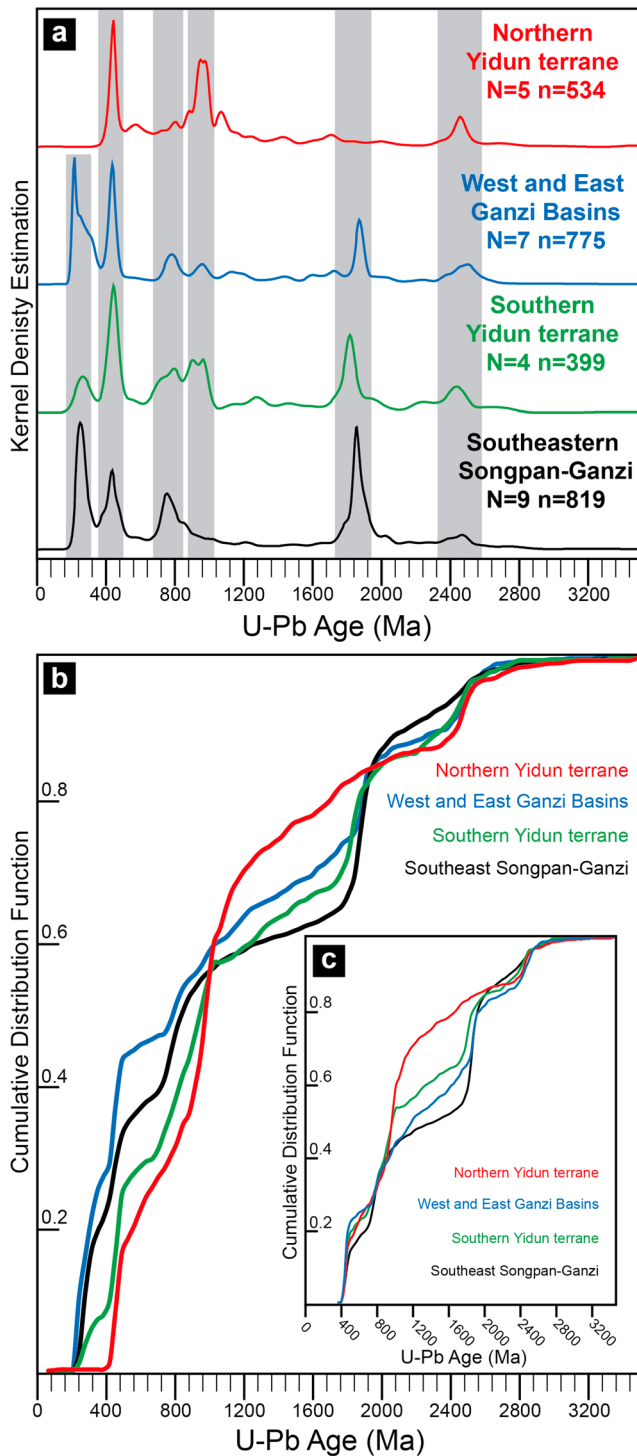 a
Northern
Yidun terrane
N=5 n=534
West and East
Ganzi Basins
N=7 n=775
Southern
Yidun terrane
N=4 n=399
Southeastern
Songpan-Ganzi
N=9 n=819
Kernel Denisty Estimation
0 400 800 1200 1600 2000 2400 2800 3200
U-Pb Age (Ma)
b
0.8
0.6
0.4
0.2
Cumulative Distribution Function
Northern Yidun terrane
West and East Ganzi Basins
Southern Yidun terrane
Southeast Songpan-Ganzi
c
0.8
0.6
0.4
0.2
Cumulative Distribution Function
Northern Yidun terrane
West and East Ganzi Basins
Southern Yidun terrane
Southeast Songpan-Ganzi
0 400 800 1200 1600 2000 2400 2800 3200
U-Pb Age (Ma)
0 400 800 1200 1600 2000 2400 2800 3200
U-Pb Age (Ma)